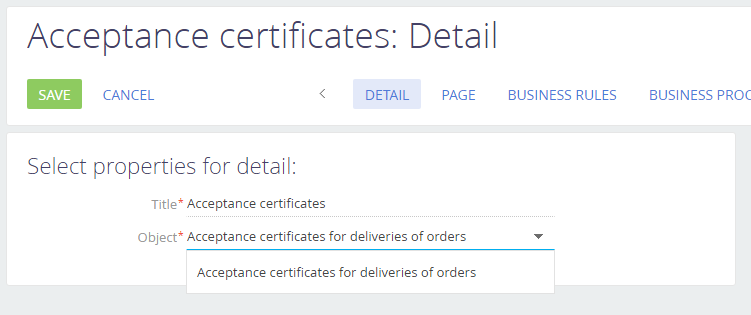 Acceptance certificates: Detail
SAVE CANCEL DETAIL PAGE BUSINESS RULES BUSINESS PROC
Select properties for detail:
Title* Acceptance certificates
Object* Acceptance certificates for deliveries of orders
Acceptance certificates for deliveries of orders